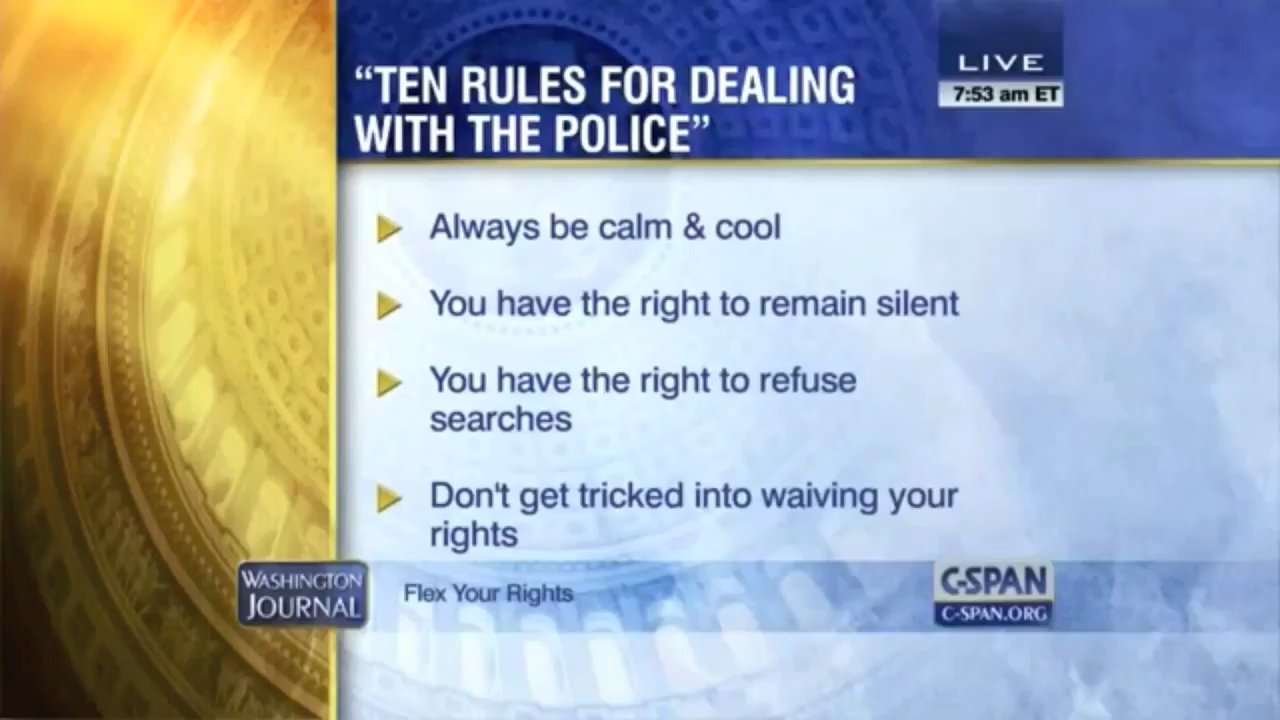 “TEN RULES FOR DEALING
WITH THE POLICE”
LIVE
7:53 am ET
Always be calm & cool
You have the right to remain silent
You have the right to refuse
searches
Don't get tricked into waiving your
rights
WASHINGTON
JOURNAL
Flex Your Rights
C-SPAN
C-SPAN.ORG